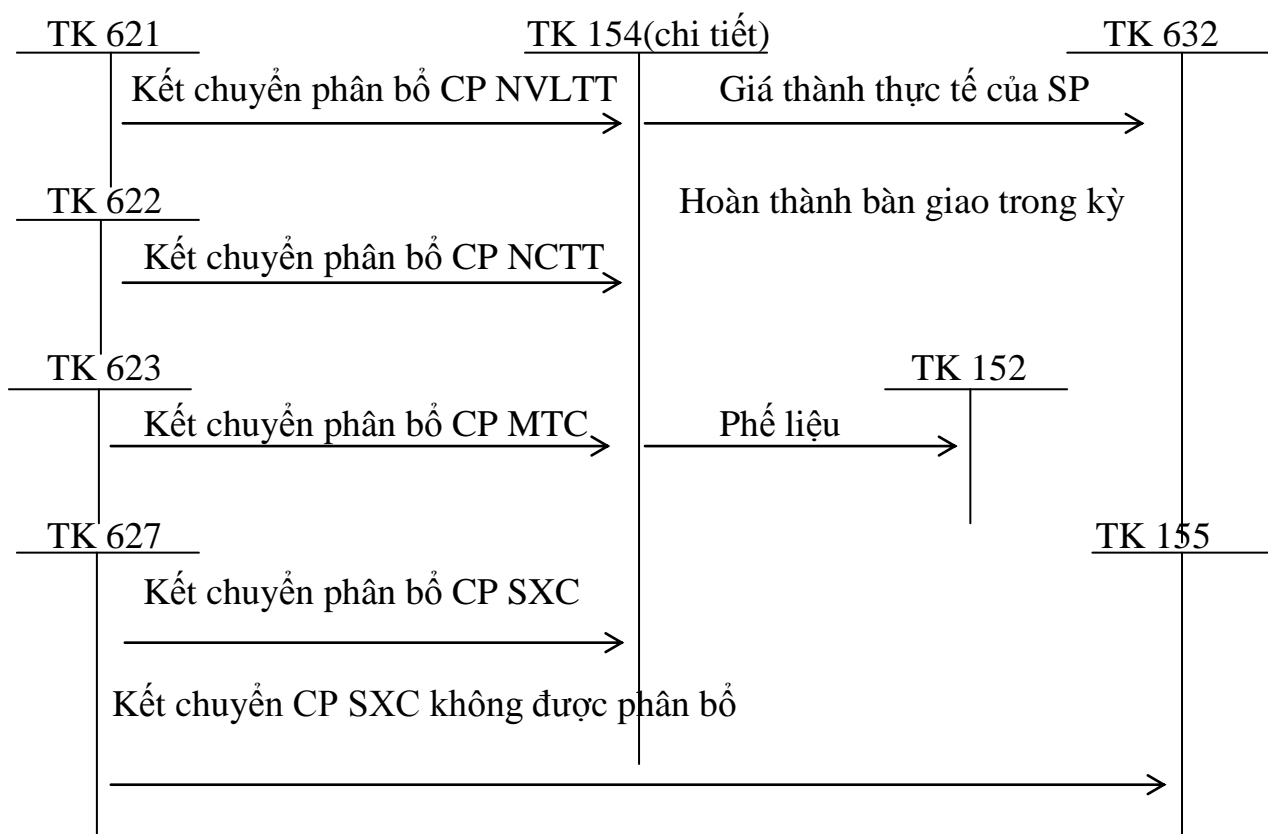 TK 621 TK 154(chi tiết) TK 632
Kết chuyển phân bổ CP NVLTT Giá thành thực tế của SP
TK 622 Hoàn thành bàn giao trong kỳ
Kết chuyển phân bổ CP NCTT
TK 623 TK 152
Kết chuyển phân bổ CP MTC Phế liệu
TK 627 TK 155
Kết chuyển phân bổ CP SXC
Kết chuyển CP SXC không được phân bổ